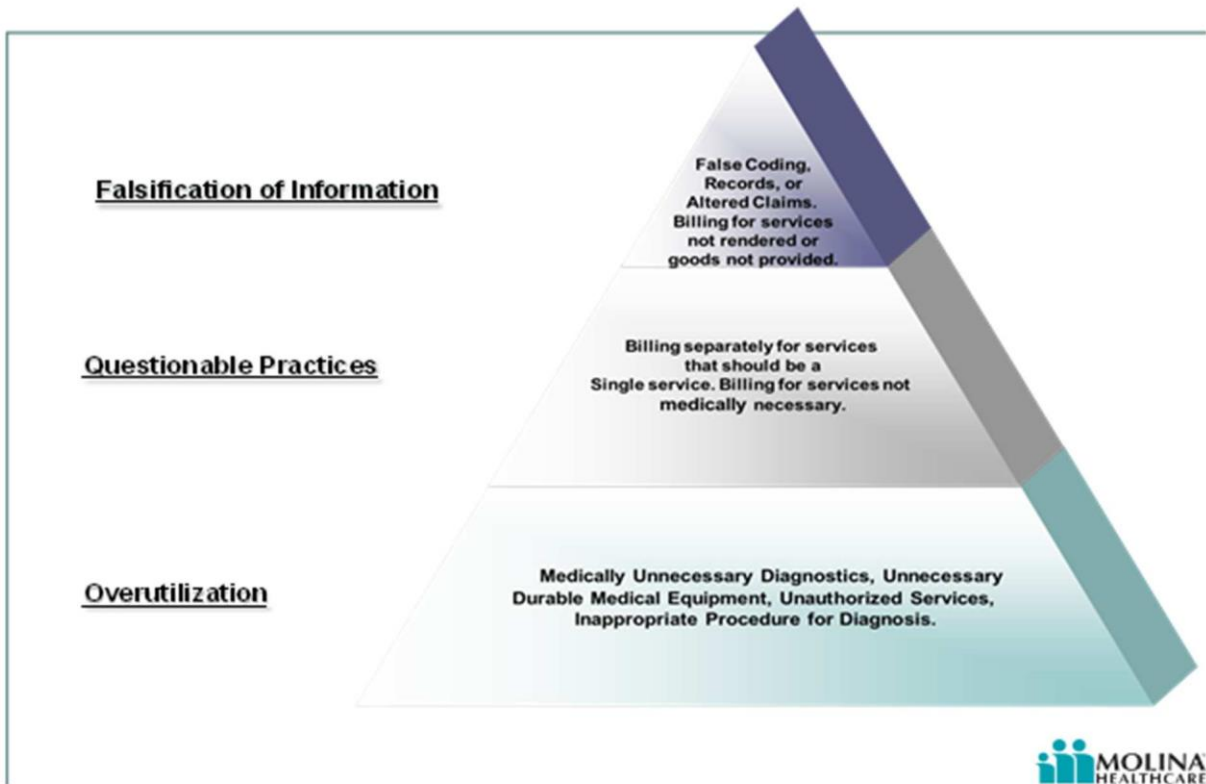 Falsification of Information
False Coding,
Records, or
Altered Claims.
Billing for services
not rendered or
goods not provided.
Questionable Practices
Billing separately for services
that should be a
Single service. Billing for services not
medically necessary.
Overutilization
Medically Unnecessary Diagnostics, Unnecessary
Durable Medical Equipment, Unauthorized Services,
Inappropriate Procedure for Diagnosis.
MOLINA
HEALTHCARE